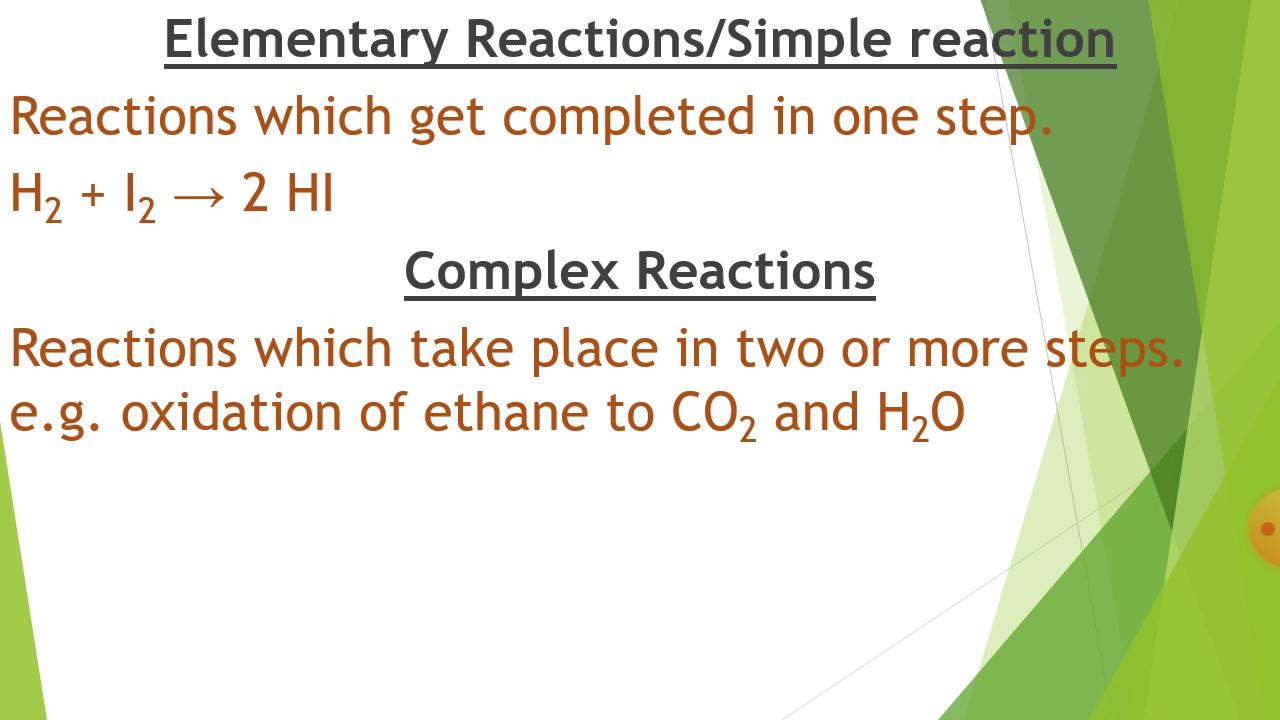 Elementary Reactions/Simple reaction
Reactions which get completed in one step.
H₂ + I₂ → 2 HI
Complex Reactions
Reactions which take place in two or more steps.
e.g. oxidation of ethane to CO₂ and H₂O